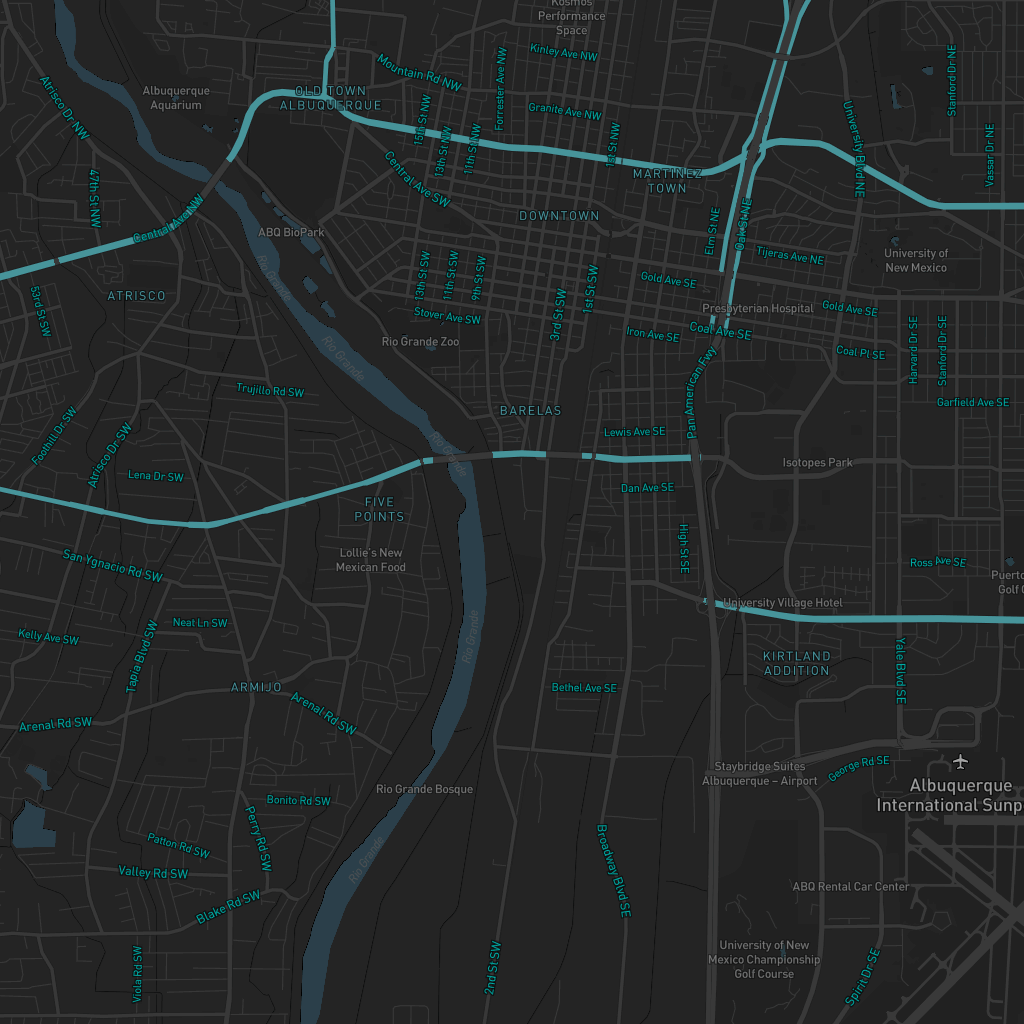 Kosmos
Performance
Space
Kinley Ave NW
Mountain Rd NW
Forrester Ave NW
Stanford Dr NE
Albuquerque
Aquarium
OLD TOWN
ALBUQUERQUE
Atrisco Dr NW
15th St NW
Granite Ave NW
University Blvd NE
13th St NW
11th St NW
1st St NW
Vassar Dr NE
MARTINEZ
TOWN
Central Ave SW
47th St NW
DOWNTOWN
Central Ave NW
ABQ BioPark
Elm St NE
Oak St NE
Tijeras Ave NE
University of
New Mexico
Rio Grande
13th St SW
11th St SW
9th St SW
1st St SW
Gold Ave SE
ATRISCO
53rd St SW
Stover Ave SW
3rd St SW
Presbyterian Hospital
Gold Ave SE
Iron Ave SE
Coal Ave SE
Rio Grande Zoo
Rio Grande
Coal Pl SE
Harvard Dr SE
Stanford Dr SE
Pan American Fwy
Trujillo Rd SW
Garfield Ave SE
BARELAS
Foothill Dr SW
Atrisco Dr SW
Lewis Ave SE
Rio Grande
Isotopes Park
Lena Dr SW
Dan Ave SE
FIVE
POINTS
High St SE
Lollie's New
Mexican Food
San Ygnacio Rd SW
Ross Ave SE
Puerto
Golf C
University Village Hotel
Neat Ln SW
Kelly Ave SW
Rio Grande
Tapia Blvd SW
KIRTLAND
ADDITION
Yale Blvd SE
ARMIJO
Bethel Ave SE
Arenal Rd SW
Arenal Rd SW
Staybridge Suites
Albuquerque – Airport
George Rd SE
Albuquerque
International Sunp
Rio Grande Bosque
Bonito Rd SW
Perry Rd SW
Patton Rd SW
Valley Rd SW
Rio Grande
Broadway Blvd SE
ABQ Rental Car Center
Blake Rd SW
Viola Rd SW
2nd St SW
University of New
Mexico Championship
Golf Course
Spirit Dr SE